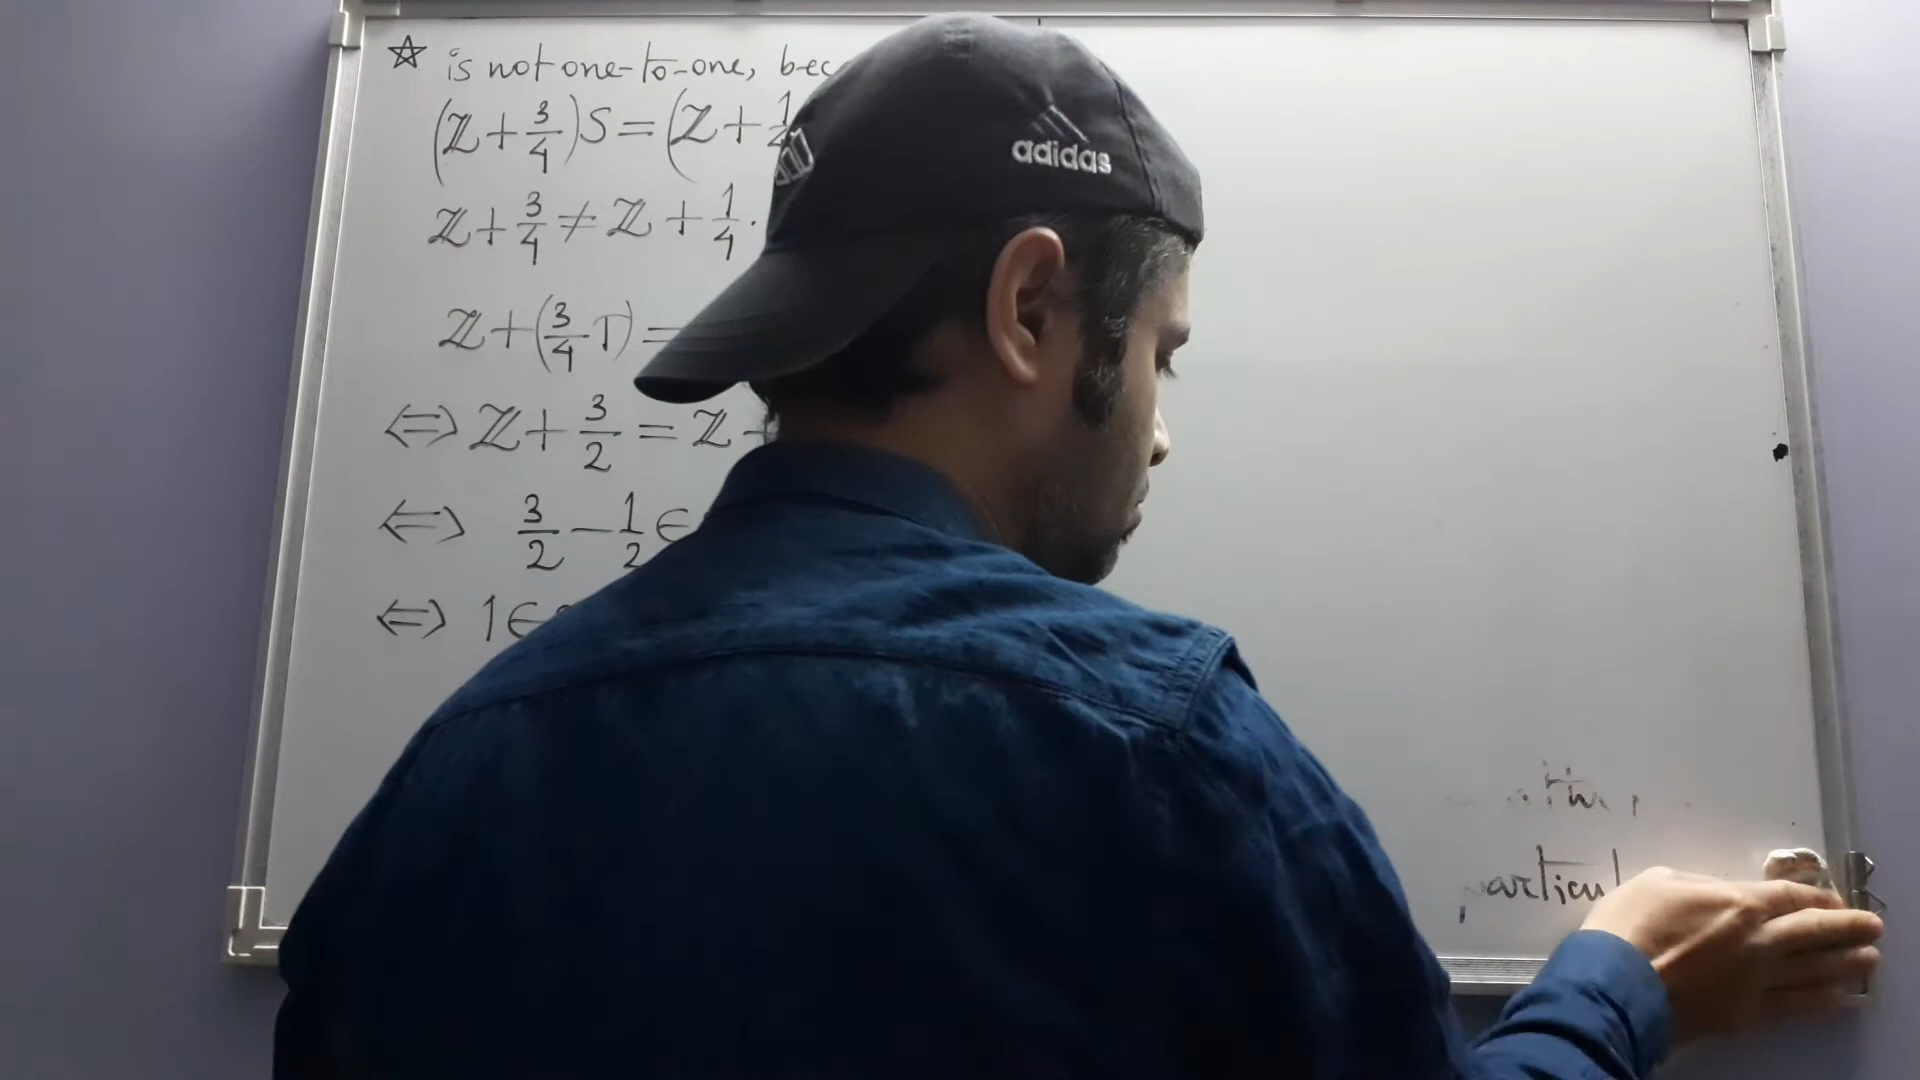 ☆ is not one-to-one, bec
(ℤ+3/4)S=(ℤ+1/
ℤ+3/4≠ℤ+1/4.
ℤ+(3/4 T)=
⇔ ℤ+3/2=ℤ+
⇔ 3/2-1/2∈
⇔ 1∈
adidas
particul